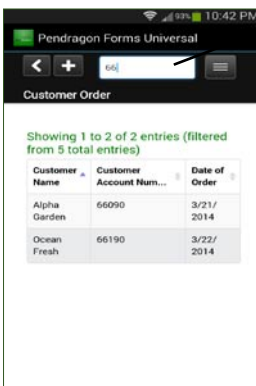 93% 10:42 PM
Pendragon Forms Universal
66
Customer Order
Showing 1 to 2 of 2 entries (filtered
from 5 total entries)
Customer Customer Date of
Name Account Num... Order
Alpha 66090 3/21/
Garden 2014
Ocean 66190 3/22/
Fresh 2014